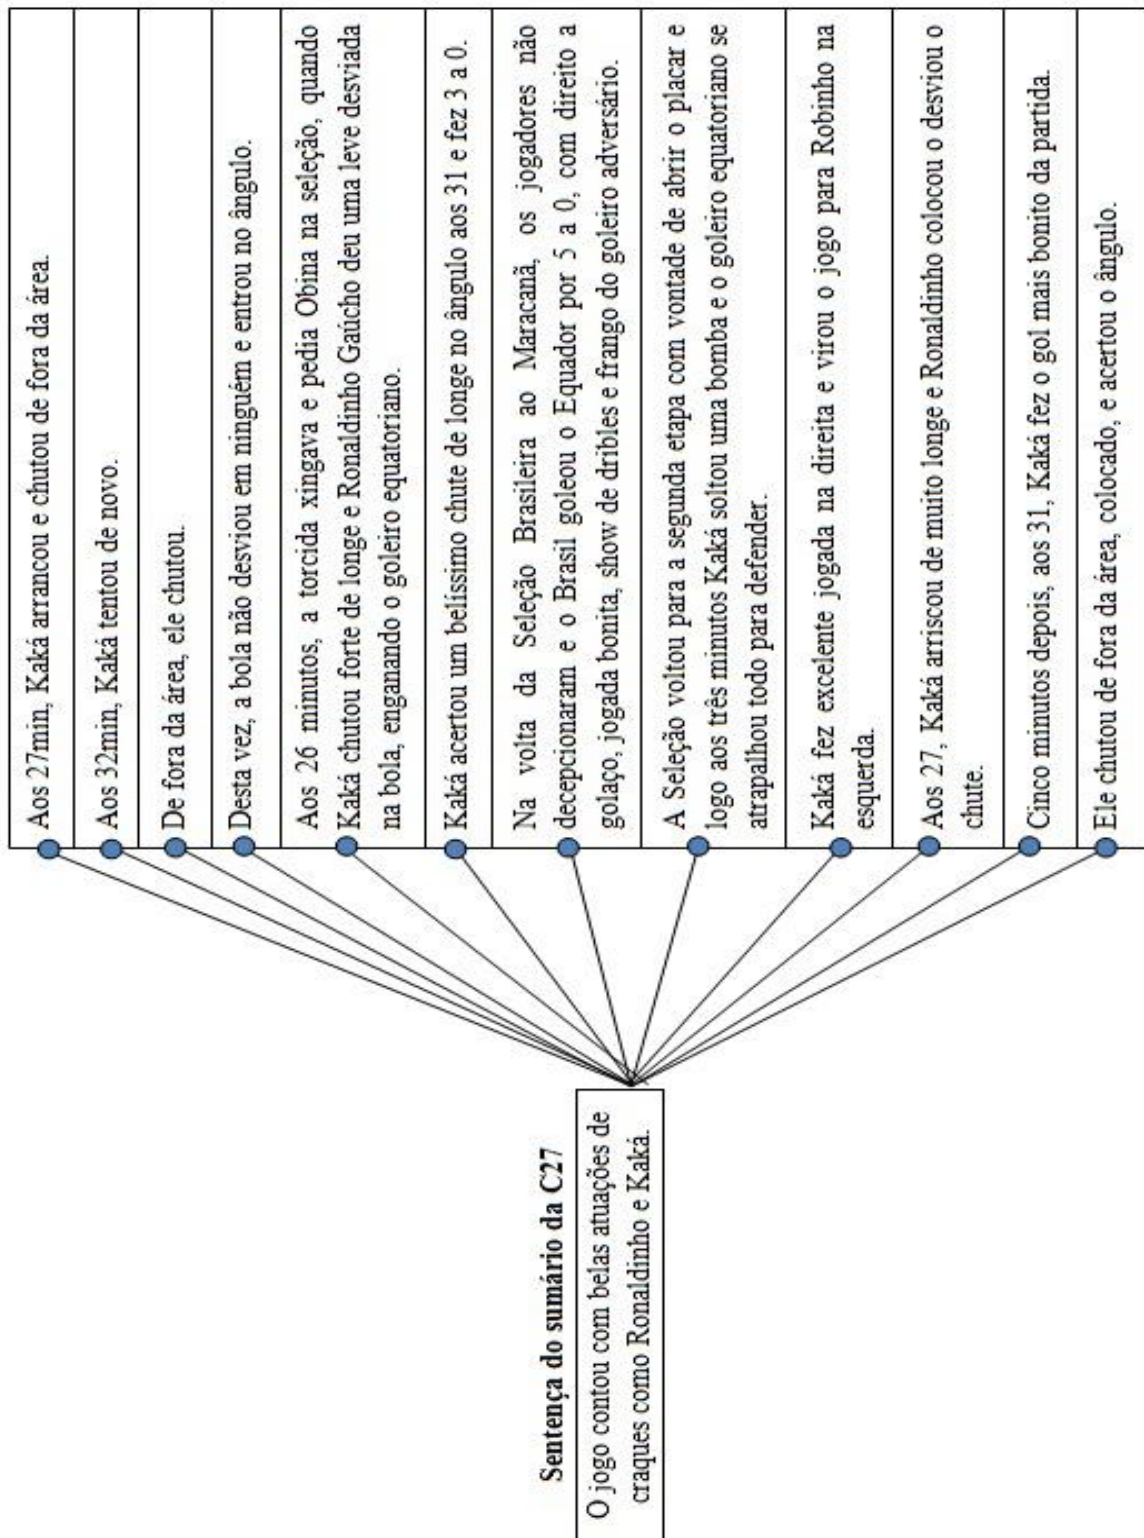 Sentença do sumário da C27
O jogo contou com belas atuações de
craques como Ronaldinho e Kaká.
Aos 27min, Kaká arrancou e chutou de fora da área.
Aos 32min, Kaká tentou de novo.
De fora da área, ele chutou.
Desta vez, a bola não desviou em ninguém e entrou no ângulo.
Aos 26 minutos, a torcida xingava e pedia Obina na seleção, quando
Kaká chutou forte de longe e Ronaldinho Gaúcho deu uma leve desviada
na bola, enganando o goleiro equatoriano.
Kaká acertou um belíssimo chute de longe no ângulo aos 31 e fez 3 a 0.
Na volta da Seleção Brasileira ao Maracanã, os jogadores não
decepcionaram e o Brasil goleou o Equador por 5 a 0, com direito a
golaço, jogada bonita, show de dribles e frango do goleiro adversário.
A Seleção voltou para a segunda etapa com vontade de abrir o placar e
logo aos três minutos Kaká soltou uma bomba e o goleiro equatoriano se
atrapalhou todo para defender.
Kaká fez excelente jogada na direita e virou o jogo para Robinho na
esquerda.
Aos 27, Kaká arriscou de muito longe e Ronaldinho colocou o desviou o
chute.
Cinco minutos depois, aos 31, Kaká fez o gol mais bonito da partida.
Ele chutou de fora da área, colocado, e acertou o ângulo.